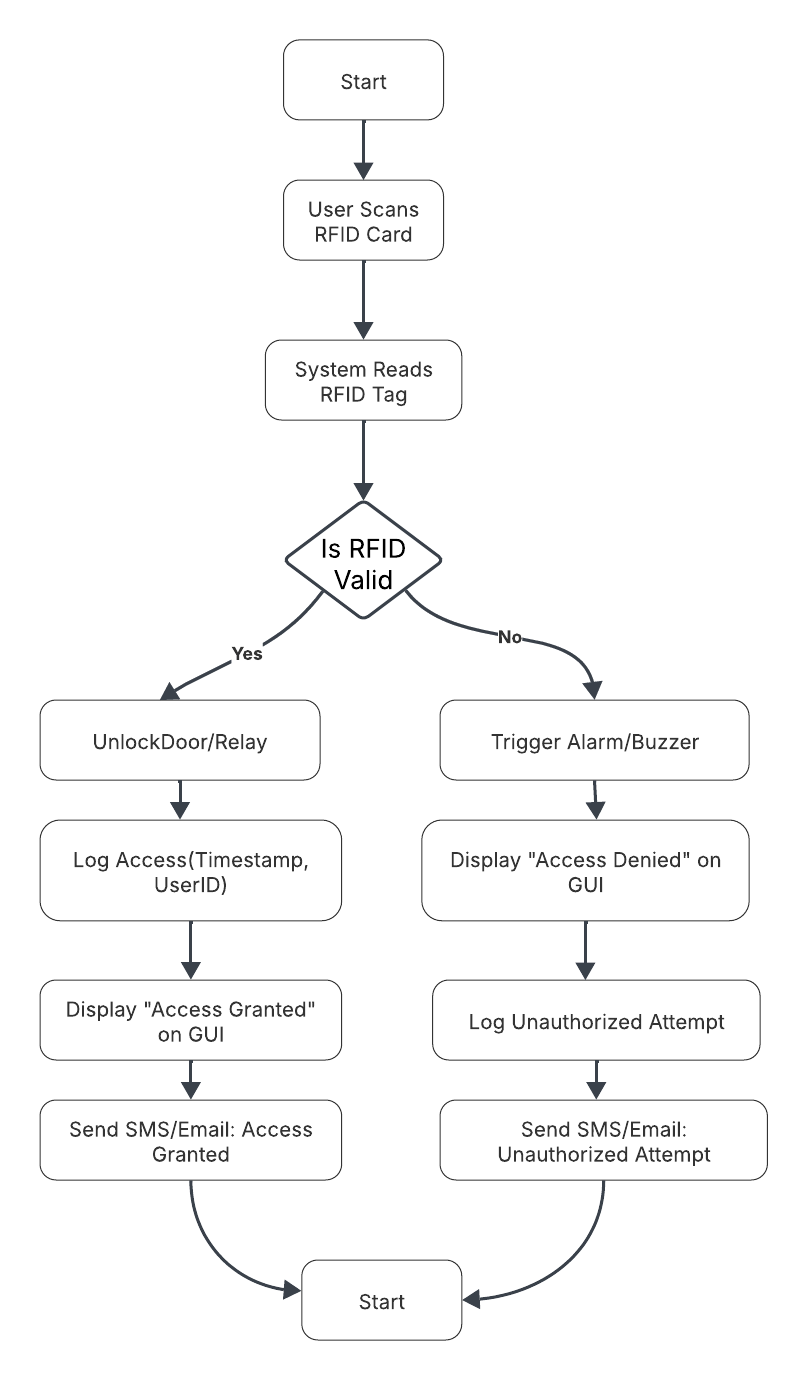 Start
User Scans
RFID Card
System Reads
RFID Tag
Is RFID
Valid
Yes
No
UnlockDoor/Relay
Trigger Alarm/Buzzer
Log Access(Timestamp,
UserID)
Display "Access Denied" on
GUI
Display "Access Granted"
on GUI
Log Unauthorized Attempt
Send SMS/Email: Access
Granted
Send SMS/Email:
Unauthorized Attempt
Start